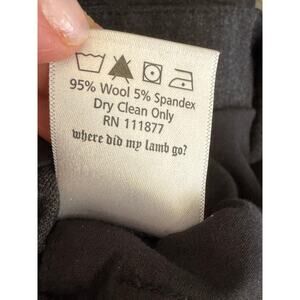 95% Wool 5% Spandex
Dry Clean Only
RN 111877
where did my lamb go?